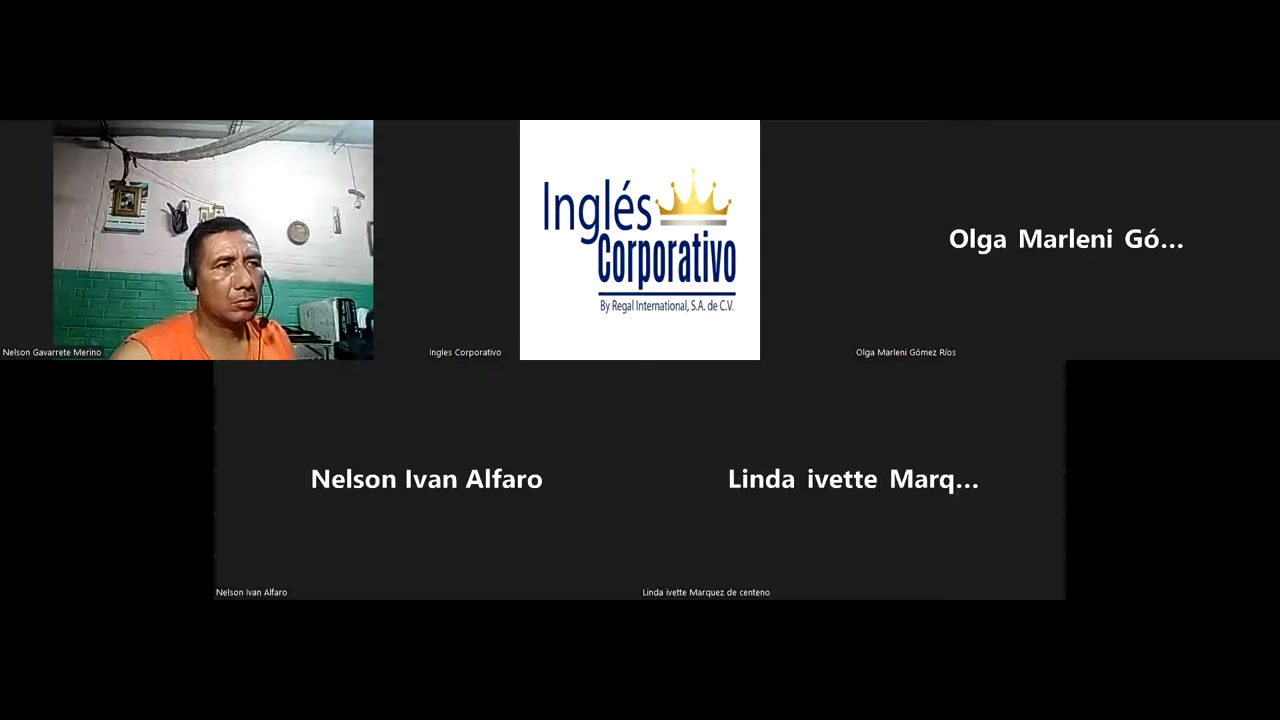 Inglés
Corporativo
By Regal International, S.A. de C.V.
Olga Marleni Gó...
Nelson Gavarrete Merino
Ingles Corporativo
Olga Marleni Gómez Ríos
Nelson Ivan Alfaro
Linda ivette Marq...
Nelson Ivan Alfaro
Linda ivette Marquez de centeno